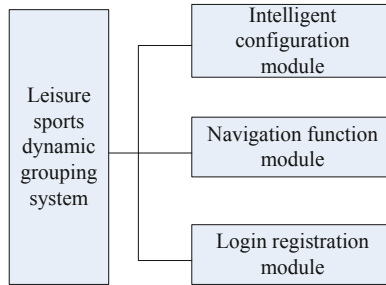 Leisure
sports
dynamic
grouping
system
Intelligent
configuration
module
Navigation function
module
Login registration
module